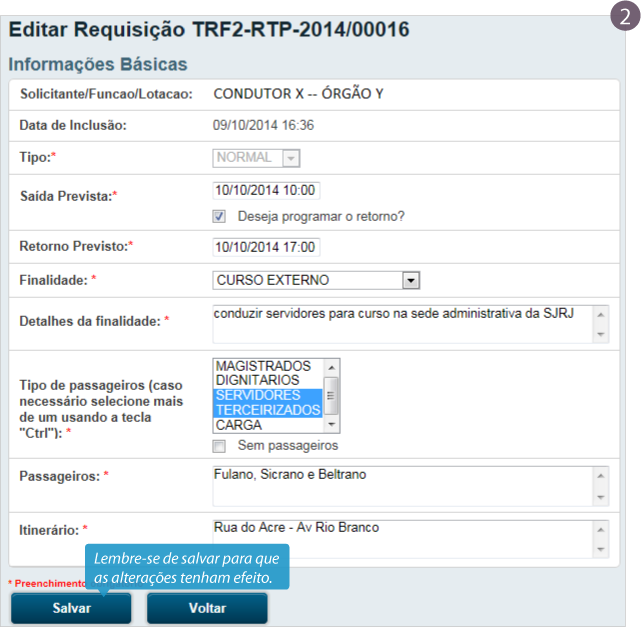 2
Editar Requisição TRF2-RTP-2014/00016
Informações Básicas
Solicitante/Funcao/Lotacao: CONDUTOR X -- ÓRGÃO Y
Data de Inclusão: 09/10/2014 16:36
Tipo:* NORMAL
Saída Prevista:* 10/10/2014 10:00
Deseja programar o retorno?
Retorno Previsto:* 10/10/2014 17:00
Finalidade: * CURSO EXTERNO
Detalhes da finalidade: * conduzir servidores para curso na sede administrativa da SJRJ
Tipo de passageiros (caso
necessário selecione mais
de um usando a tecla
"Ctrl"): *
MAGISTRADOS
DIGNITARIOS
SERVIDORES
TERCEIRIZADOS
CARGA
Sem passageiros
Passageiros: * Fulano, Sicrano e Beltrano
Itinerário: * Rua do Acre - Av Rio Branco
Lembre-se de salvar para que
as alterações tenham efeito.
* Preenchimento
Salvar Voltar